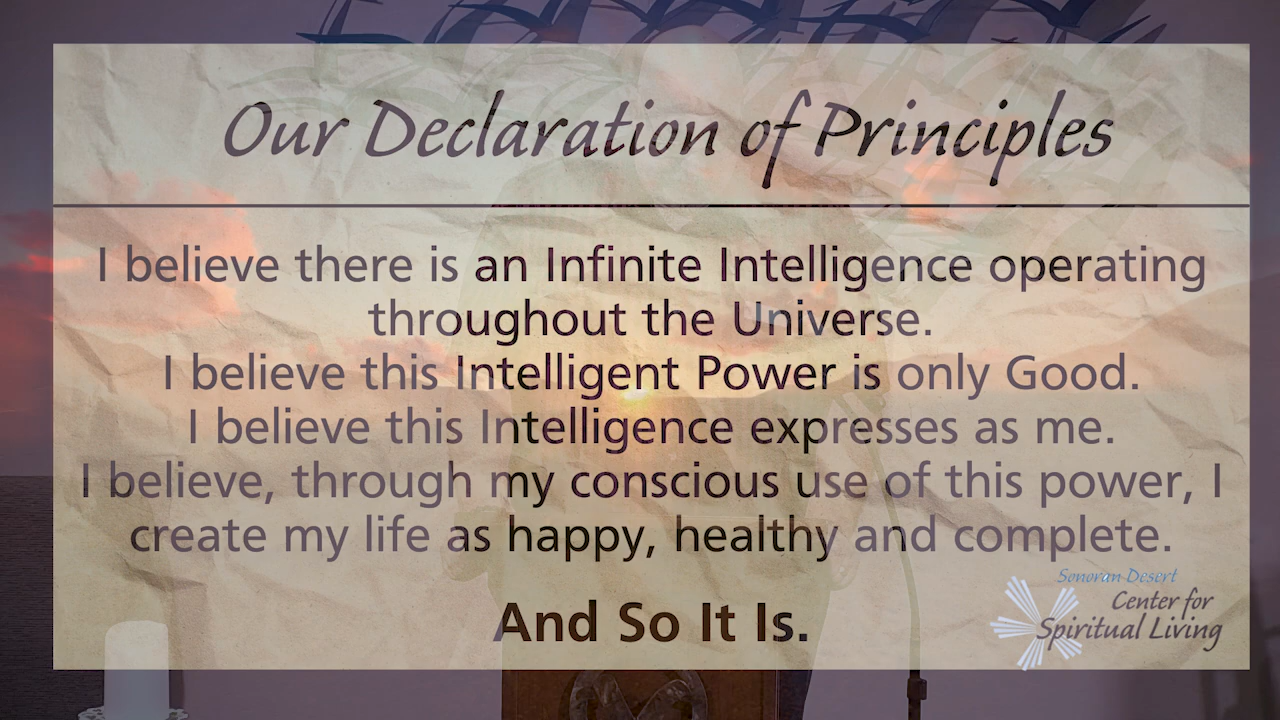 Our Declaration of Principles
I believe there is an Infinite Intelligence operating
throughout the Universe.
I believe this Intelligent Power is only Good.
I believe this Intelligence expresses as me.
I believe, through my conscious use of this power, I
create my life as happy, healthy and complete.
And So It Is.
Sonoran Desert
Center for
Spiritual Living